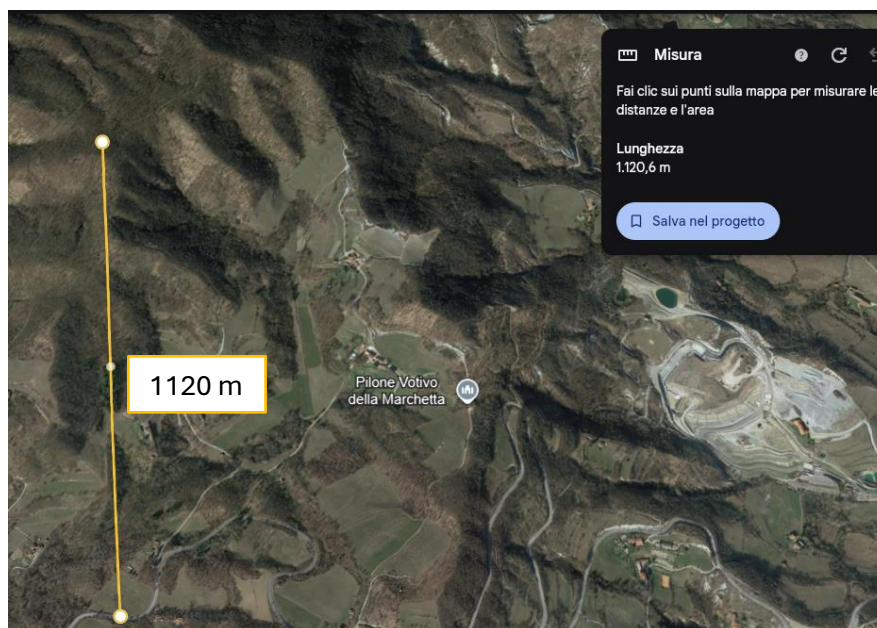 Misura
Fai clic sui punti sulla mappa per misurare le
distanze e l'area
Lunghezza
1.120,6 m
Salva nel progetto
1120 m
Pilone Votivo
della Marchetta